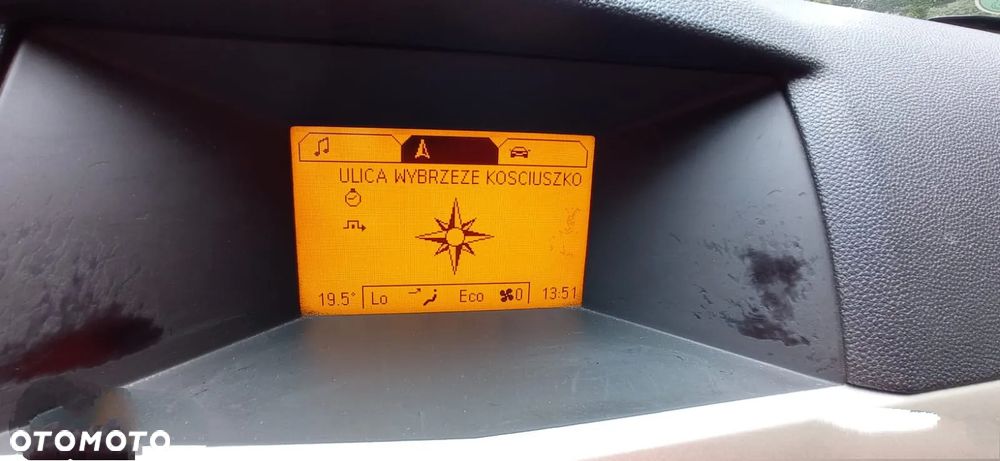 ULICA WYBRZEZE KOSCIUSZKO
19.5° Lo Eco 0 13:51
OTOMOTO